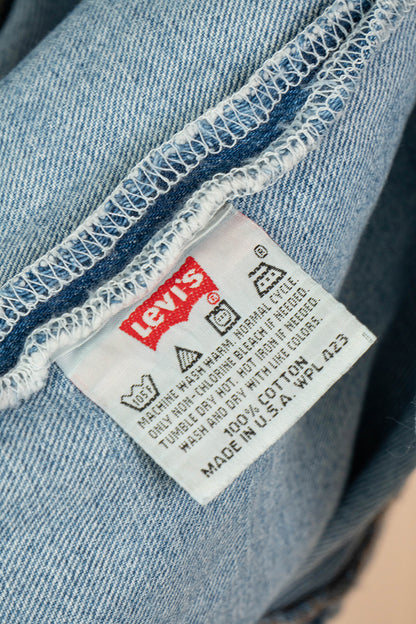 Levi's®
105
®
MACHINE WARM, NORMAL CYCLE.
ONLY NON-CHLORINE BLEACH IF NEEDED.
TUMBLE DRY HOT. HOT IRON IF NEEDED.
WASH AND DRY WITH LIKE COLORS.
100% COTTON
MADE IN U.S.A. WPL 423